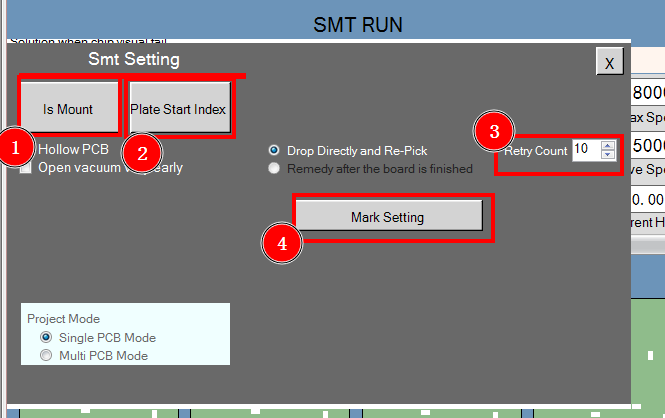 SMT RUN
Solution when chip visual fail
Smt Setting
X
Is Mount
Plate Start Index
1
2
3
Hollow PCB
Open vacuum early
Drop Directly and Re-Pick
Remedy after the board is finished
Retry Count 10
8000
ax Spe
5000
ve Spe
0.00
rent H
Mark Setting
4
Project Mode
Single PCB Mode
Multi PCB Mode